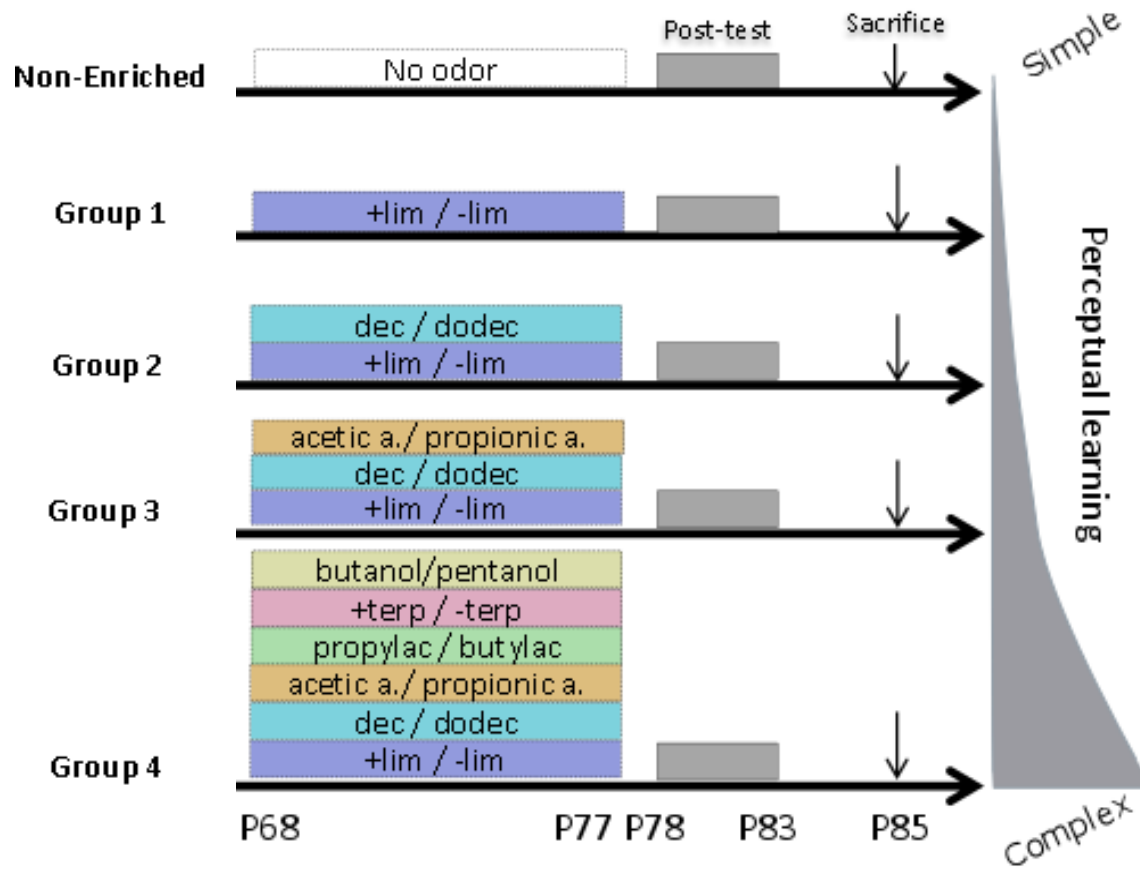 Post-test
Sacrifice
Simple
Non-Enriched
No odor
Group 1
+lim / -lim
Group 2
dec / dodec
+lim / -lim
Group 3
acetic a./ propionic a.
dec / dodec
+lim / -lim
Group 4
butanol/pentanol
+terp / -terp
propylac / butylac
acetic a./ propionic a.
dec / dodec
+lim / -lim
Perceptual learning
P68
P77
P78
P83
P85
Complex